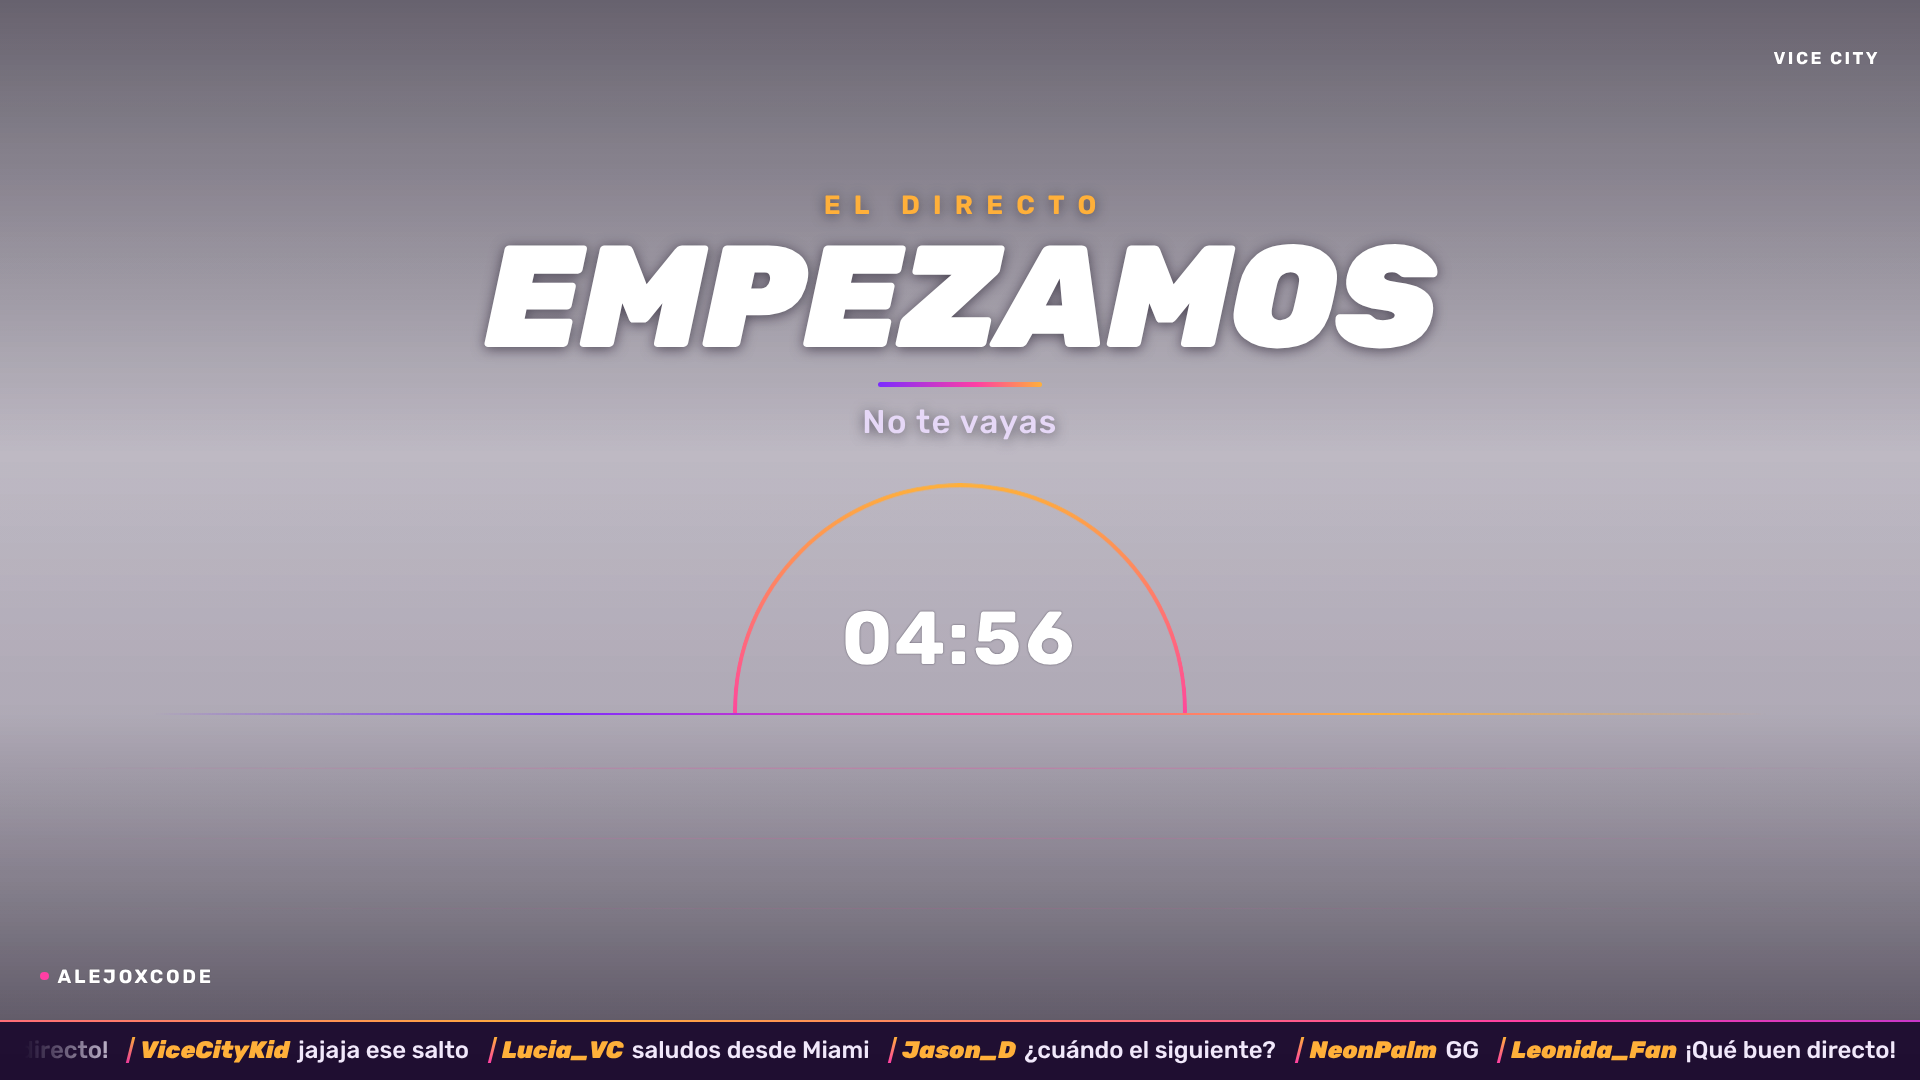 VICE CITY
EL DIRECTO
EMPEZAMOS
No te vayas
04:56
ALEJOXCODE
directo! / ViceCityKid jajaja ese salto / Lucia_VC saludos desde Miami / Jason_D ¿cuándo el siguiente? / NeonPalm GG / Leonida_Fan ¡Qué buen directo!